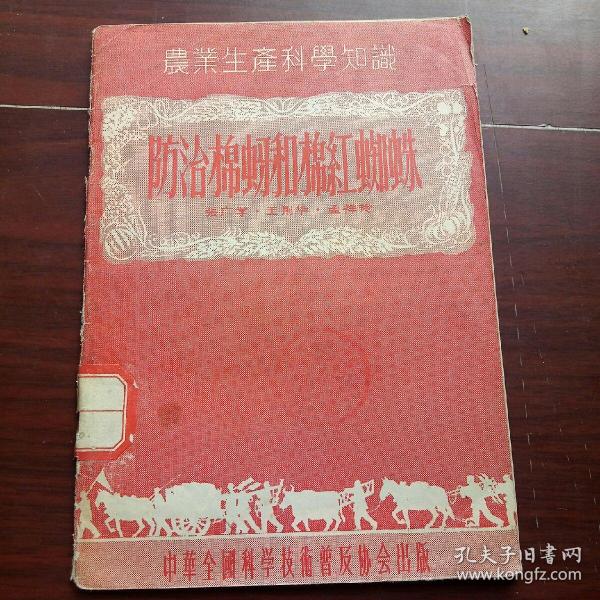 農業生產科學知識
防治棉蚜和棉紅蜘蛛
中華全國科学技術普及协会出版
孔夫子旧書网
www.kongfz.com